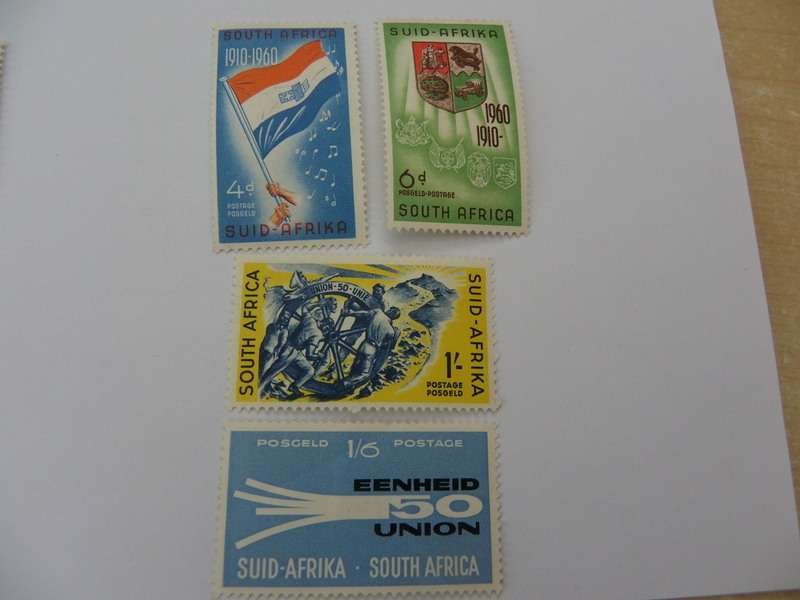 SOUTH AFRICA
1910-1960
4d
POSTAGE
POSGELD
SUID-AFRIKA
SUID-AFRIKA
1960
1910-
6d
POSGELD-POSTAGE
SOUTH AFRICA
SOUTH AFRICA
UNION-50-UNIE
SUID-AFRIKA
1/-
POSTAGE
POSGELD
POSGELD 1/6 POSTAGE
EENHEID
50
UNION
SUID-AFRIKA · SOUTH AFRICA